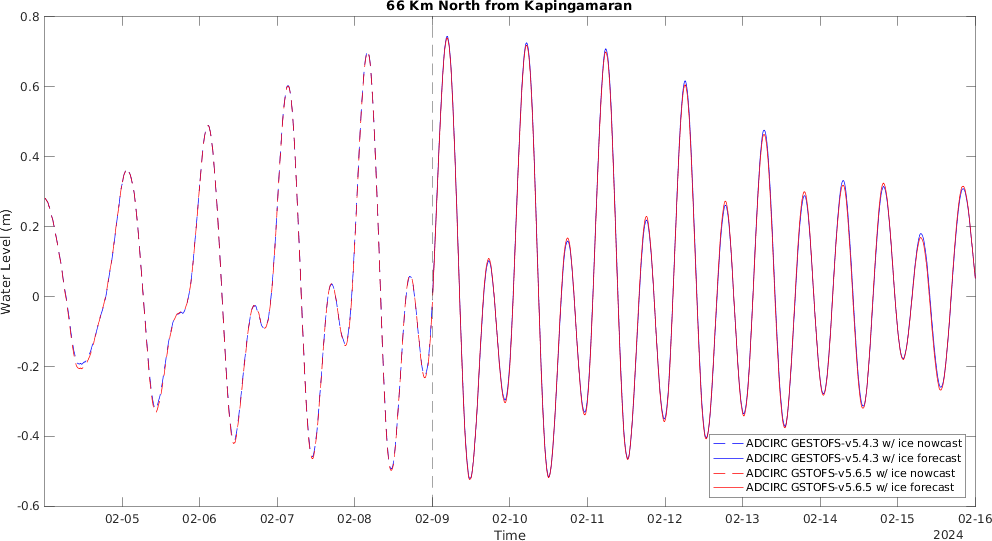 66 Km North from Kapingamaran
0.8
0.6
0.4
0.2
0
-0.2
-0.4
-0.6
Water Level (m)
ADCIRC GESTOFS-v5.4.3 w/ ice nowcast
ADCIRC GESTOFS-v5.4.3 w/ ice forecast
ADCIRC GSTOFS-v5.6.5 w/ ice nowcast
ADCIRC GSTOFS-v5.6.5 w/ ice forecast
02-05 02-06 02-07 02-08 02-09 02-10 02-11 02-12 02-13 02-14 02-15 02-16
Time
2024